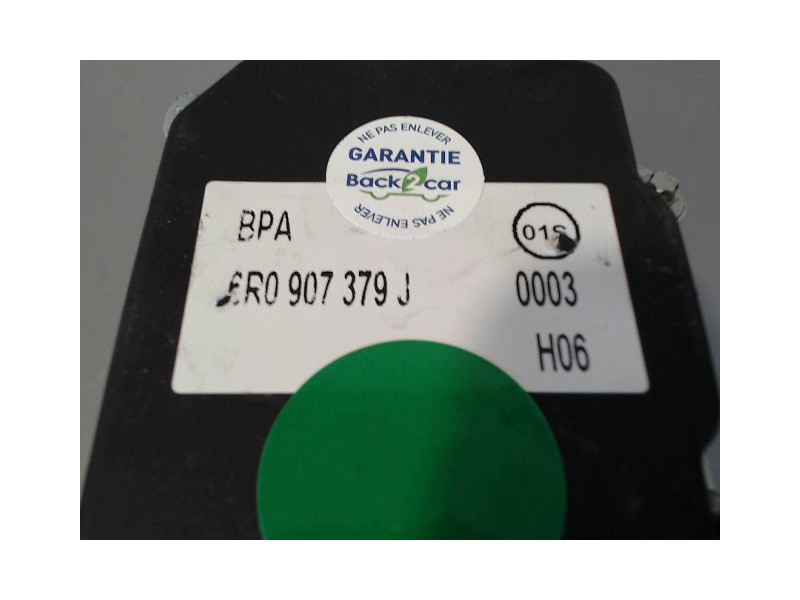 NE PAS ENLEVER
GARANTIE
Back2car
NE PAS ENLEVER
BPA
01S
6R0 907 379 J
0003
H06